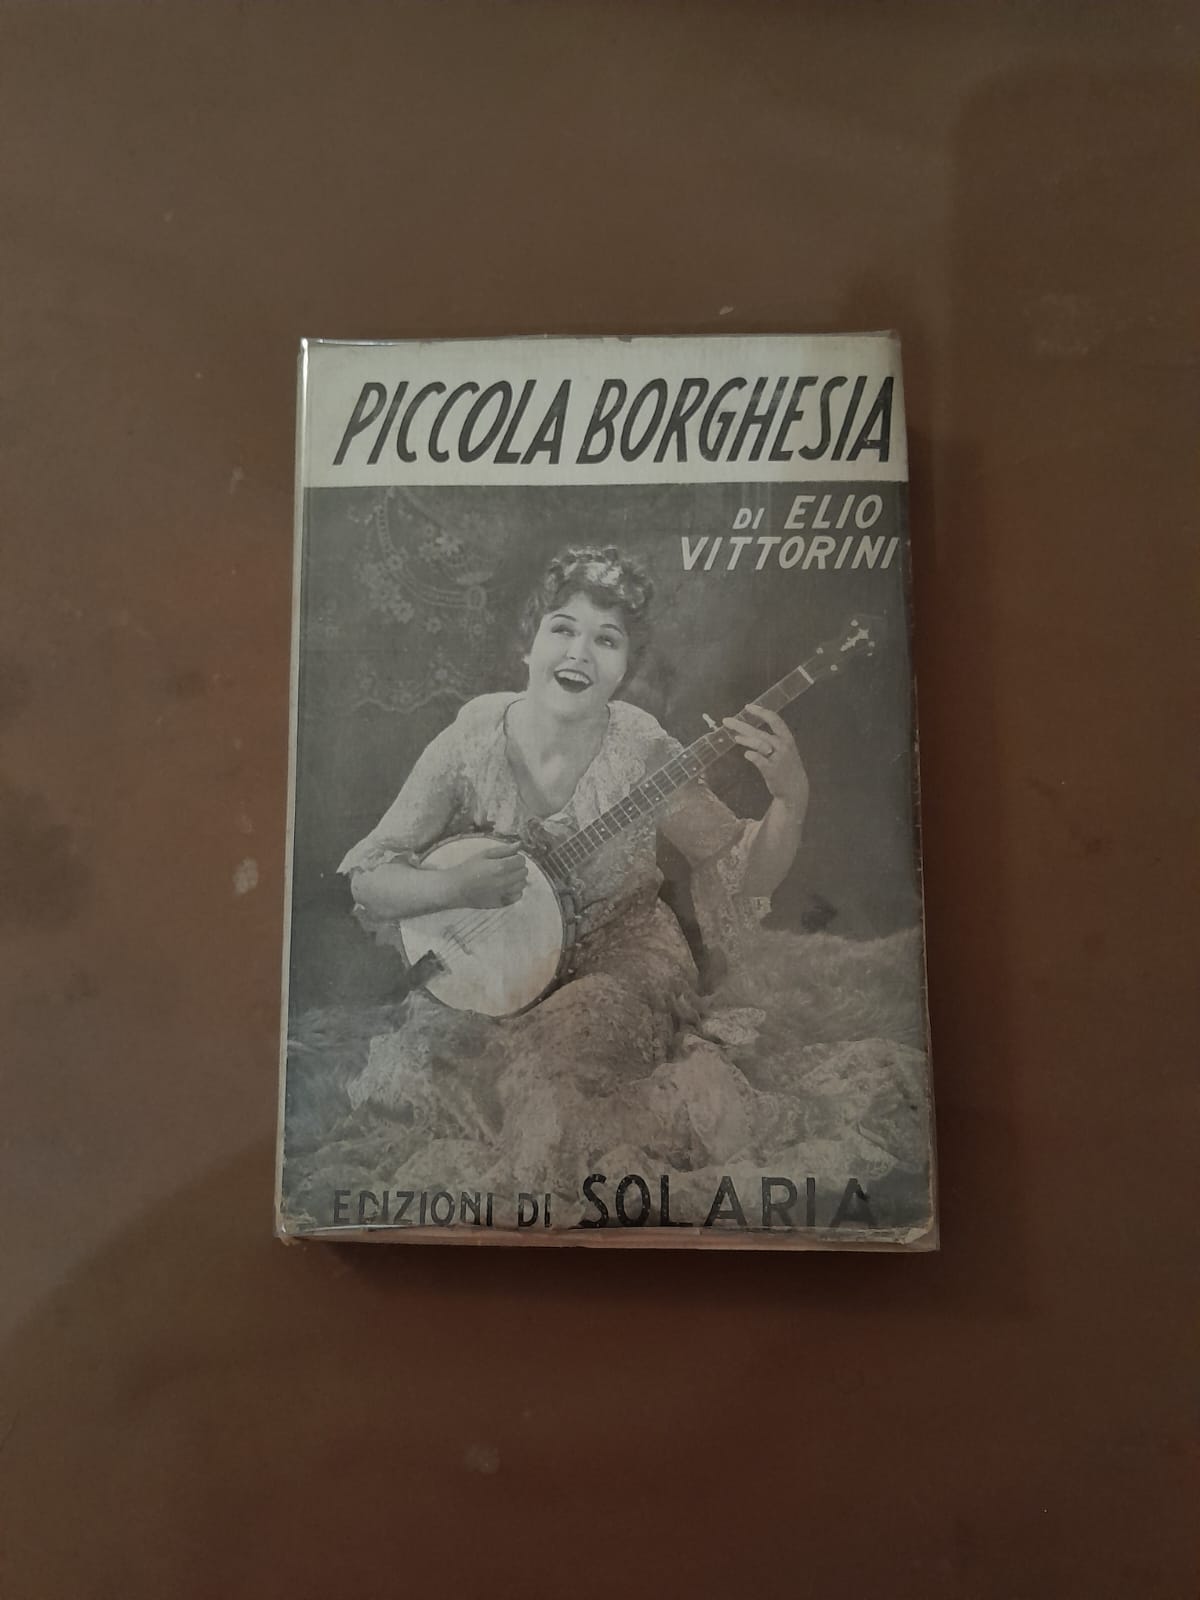 PICCOLA BORGHESIA
DI ELIO
VITTORINI
EDIZIONI DI SOLARIA